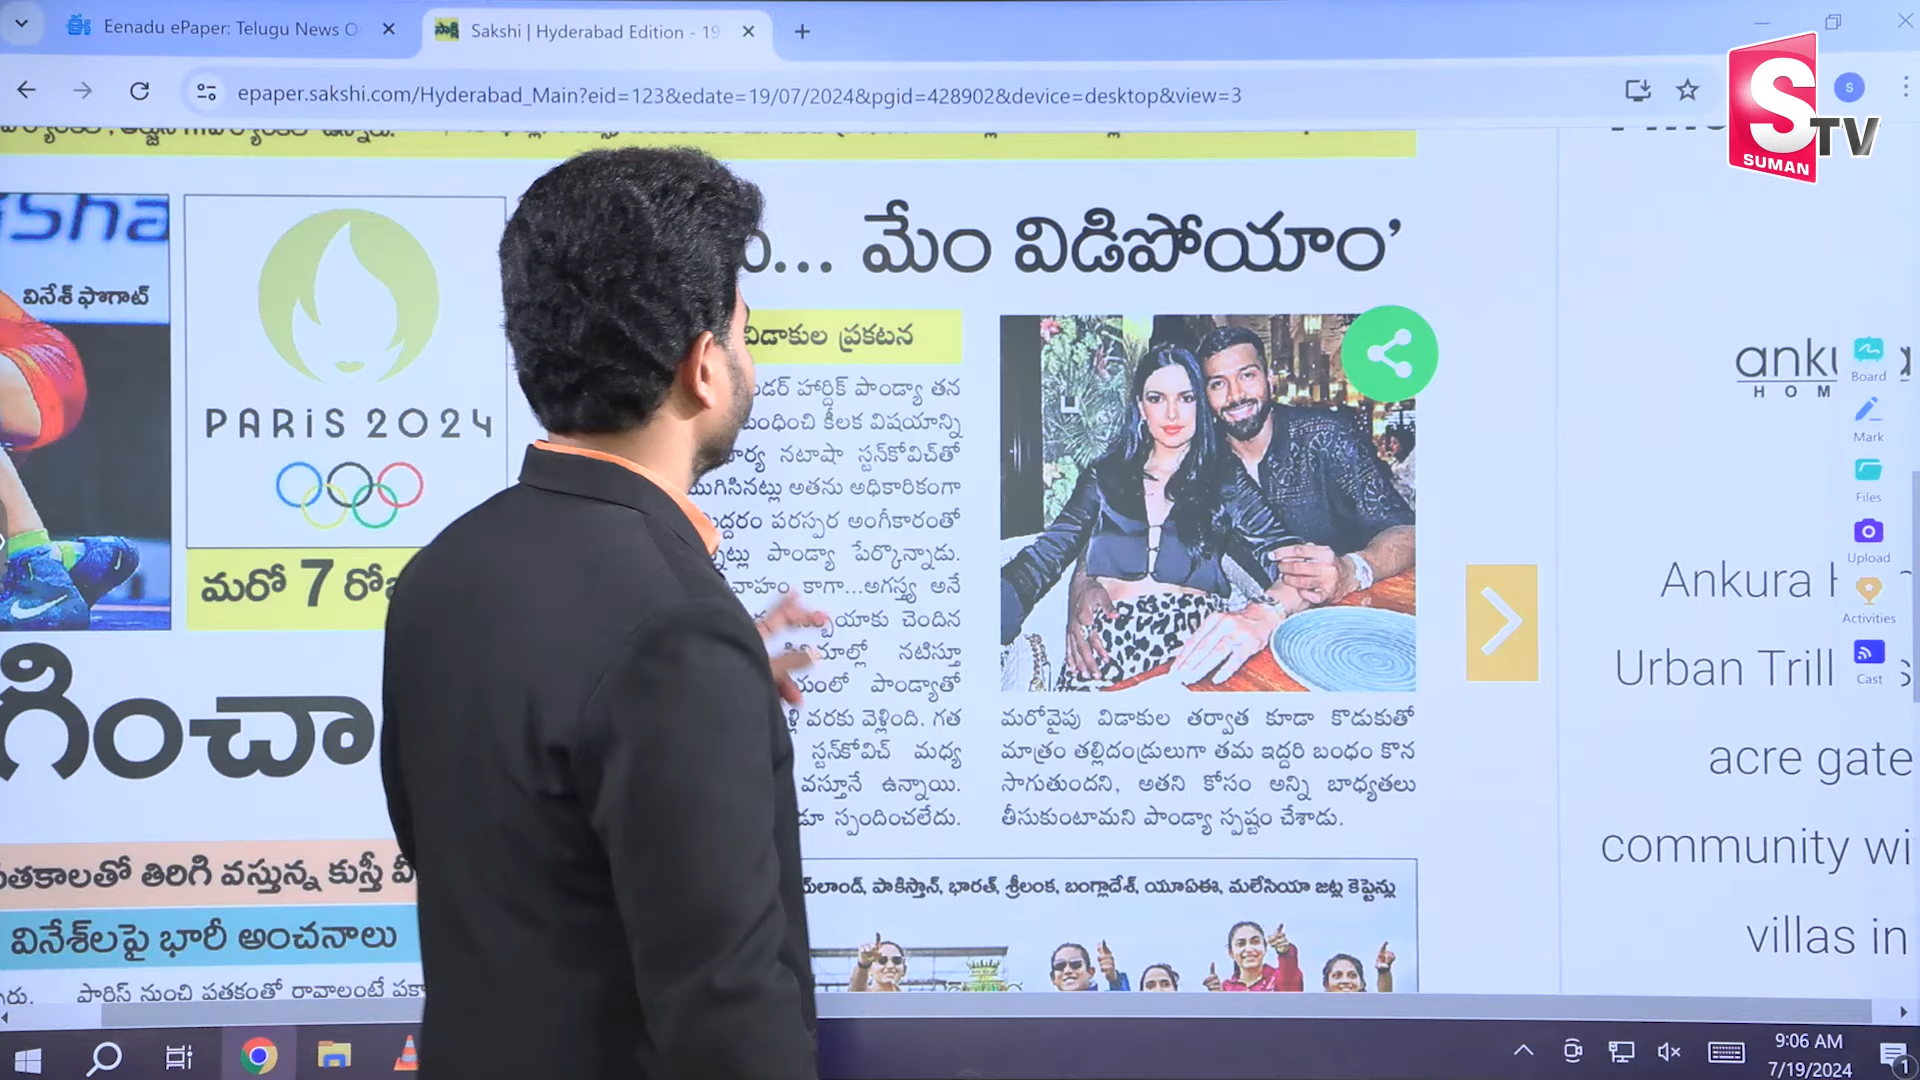 Eenadu ePaper: Telugu News O
Sakshi | Hyderabad Edition - 19
epaper.sakshi.com/Hyderabad_Main?eid=123&edate=19/07/2024&pgid=428902&device=desktop&view=3
S
S
TV
SUMAN
మేం విడిపోయాం’
వినేశ్ ఫొగాట్
PARIS 2024
మరో 7
విడాకుల ప్రకటన
హార్దిక్ పాండ్యా తన
కీలక విషయాన్ని
నటాషా స్టన్‌కోవిచ్‌తో
అతను అధికారికంగా
పరస్పర అంగీకారంతో
పాండ్యా పేర్కొన్నాడు.
కాగా...అగస్త్య అనే
చెందిన
నటిస్తూ
పాండ్యాతో
వరకు వెళ్లింది. గత
స్టన్‌కోవిచ్ మధ్య
వస్తూనే ఉన్నాయి.
స్పందించలేదు.
మరోవైపు విడాకుల తర్వాత కూడా కొడుకుతో
మాత్రం తల్లిదండ్రులుగా తమ ఇద్దరి బంధం కొన
సాగుతుందని, అతని కోసం అన్ని బాధ్యతలు
తీసుకుంటామని పాండ్యా స్పష్టం చేశాడు.
పాకిస్తాన్, భారత్, శ్రీలంక, బంగ్లాదేశ్, యూఏఈ, మలేసియా జట్ల కెప్టెన్లు
తిరిగి వస్తున్న కుస్తీ
వినేశ్‌లపై భారీ అంచనాలు
పారిస్ నుంచి పతకంతో రావాలంటే
HOM
Ankura
Urban Trill
acre gate
community wi
villas in
Board
Mark
Files
Upload
Activities
Cast
9:06 AM
7/19/2024
1